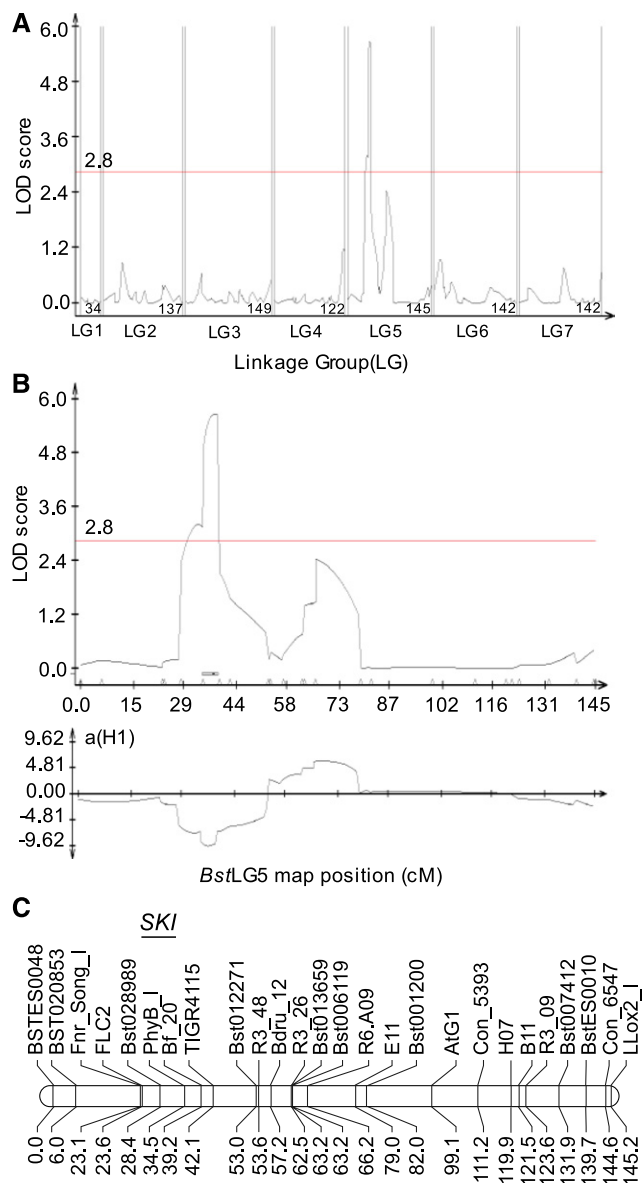 A
6.0
4.8
3.6
2.4
1.2
0.0
LOD score
2.8
34
137
149
122
145
142
142
LG1
LG2
LG3
LG4
LG5
LG6
LG7
Linkage Group(LG)
B
6.0
4.8
3.6
2.4
1.2
0.0
LOD score
2.8
0.0 15 29 44 58 73 87 102 116 131 145
a(H1)
9.62
4.81
0.00
-4.81
-9.62
BstLG5 map position (cM)
C
SKI
BSTES0048
BST020853
Fnr_Song_I
FLC2
Bst028989
PhyB_I
Bf_20_
TIGR4115
Bst012271
R3_48
Bdru_12
R3_26
Bst013659
Bst006119
R6.A09
E11
Bst001200
AtG1
Con_5393
H07
B11
R3_09
Bst007412
BstES0010
Con_6547
LLox2_I
0.0
6.0
23.1
23.6
28.4
34.5
39.2
42.1
53.0
53.6
57.2
62.5
63.2
63.2
66.2
79.0
82.0
99.1
111.2
119.9
121.5
123.6
131.9
139.7
144.6
145.2